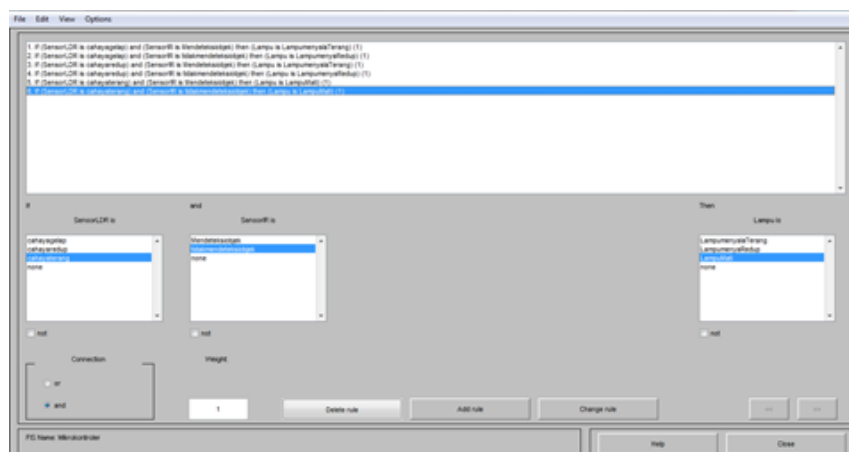 File Edit View Options
1. If (SensorLDR is cahayagelap) and (SensorIR is Mendeteksiobjek) then (Lampu is LampumenyalaTerang) (1)
2. If (SensorLDR is cahayagelap) and (SensorIR is tidakmendeteksiobjek) then (Lampu is LampumenyalRedup) (1)
3. If (SensorLDR is cahayaredup) and (SensorIR is Mendeteksiobjek) then (Lampu is LampumenyalaTerang) (1)
4. If (SensorLDR is cahayaredup) and (SensorIR is tidakmendeteksiobjek) then (Lampu is LampumenyalRedup) (1)
5. If (SensorLDR is cahayaterang) and (SensorIR is Mendeteksiobjek) then (Lampu is LampuMati) (1)
6. If (SensorLDR is cahayaterang) and (SensorIR is tidakmendeteksiobjek) then (Lampu is LampuMati) (1)
If
and
Then
SensorLDR is
SensorIR is
Lampu is
cahayagelap
cahayaredup
cahayaterang
none
Mendeteksiobjek
tidakmendeteksiobjek
none
LampumenyalaTerang
LampumenyalRedup
LampuMati
none
not
not
not
Connection
or
and
Weight:
1
Delete rule
Add rule
Change rule
<<
>>
FIS Name: Mikrokontroler
Help
Close